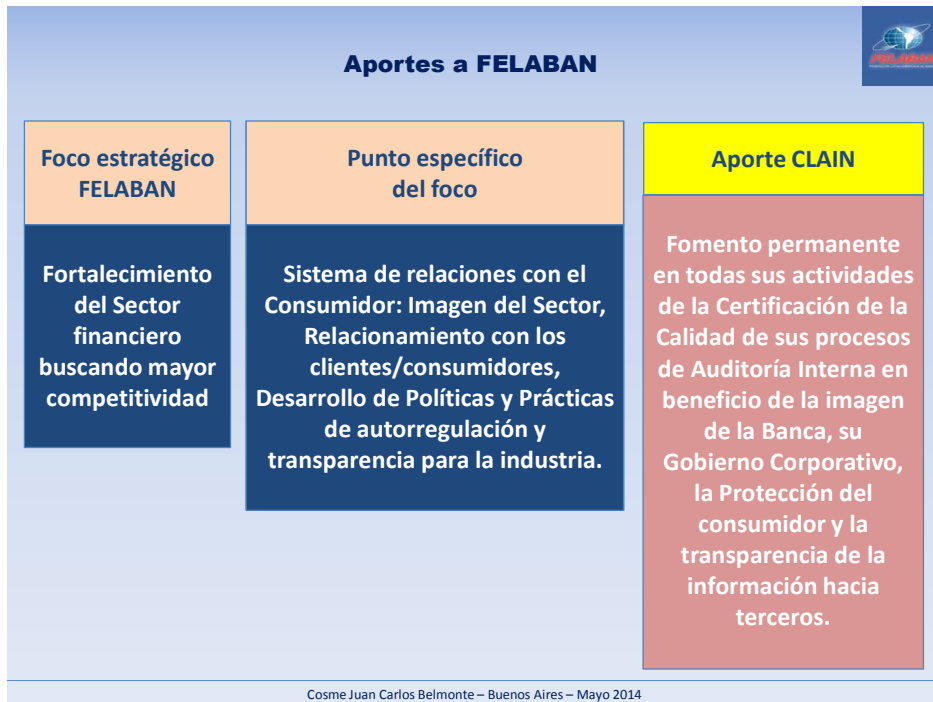 Aportes a FELABAN
FELABAN
Foco estratégico
FELABAN
Fortalecimiento
del Sector
financiero
buscando mayor
competitividad
Punto específico
del foco
Sistema de relaciones con el
Consumidor: Imagen del Sector,
Relacionamiento con los
clientes/consumidores,
Desarrollo de Políticas y Prácticas
de autorregulación y
transparencia para la industria.
Aporte CLAIN
Fomento permanente
en todas sus actividades
de la Certificación de la
Calidad de sus procesos
de Auditoría Interna en
beneficio de la imagen
de la Banca, su
Gobierno Corporativo,
la Protección del
consumidor y la
transparencia de la
información hacia
terceros.
Cosme Juan Carlos Belmonte – Buenos Aires – Mayo 2014